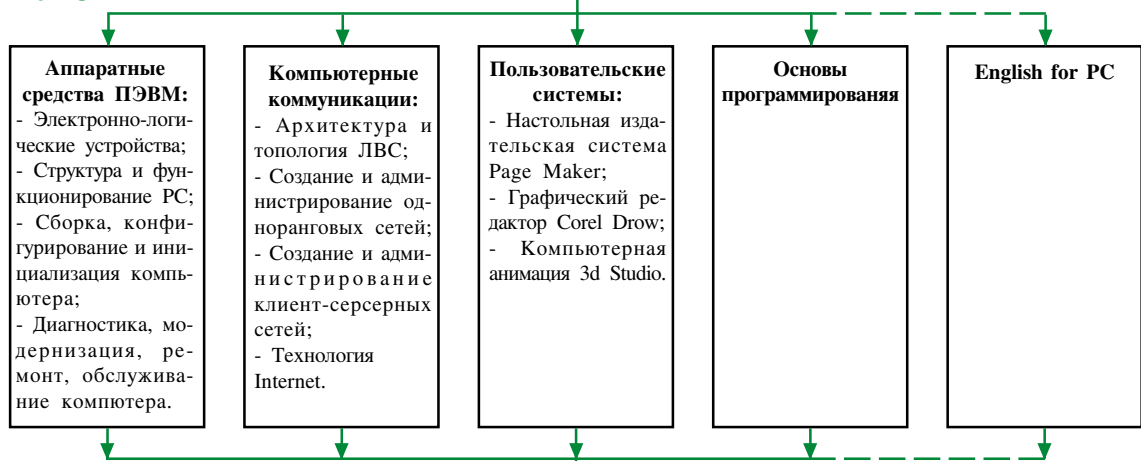 Аппаратные
средства ПЭВМ:
- Электронно-логи-
ческие устройства;
- Структура и фун-
кционирование PC;
- Сборка, конфи-
гурирование и ини-
циализация компь-
ютера;
- Диагностика, мо-
дернизация, ре-
монт, обслужива-
ние компютера.
Компьютерные
коммуникации:
- Архитектура и
топология ЛВС;
- Создание и адми-
нистрирование од-
норанговых сетей;
- Создание и адми-
нистрирование
клиент-серсерных
сетей;
- Технология
Internet.
Пользовательские
системы:
- Настольная изда-
тельская система
Page Maker;
- Графический ре-
дактор Corel Drow;
- Компьютерная
анимация 3d Studio.
Основы
программированяя
English for PC